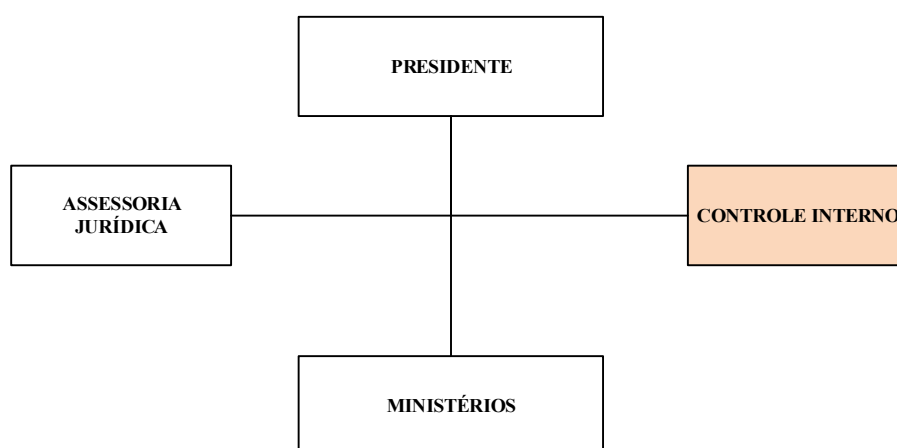 PRESIDENTE
ASSESSORIA
JURÍDICA
CONTROLE INTERNO
MINISTÉRIOS